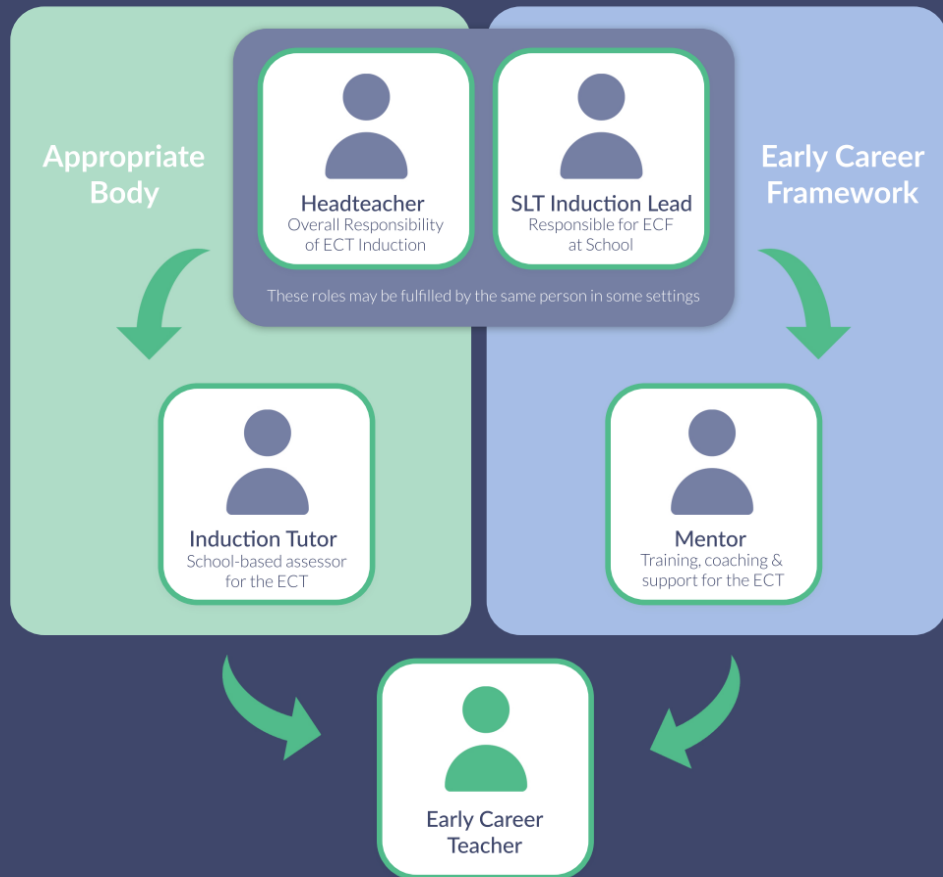 Appropriate
Body
Headteacher
Overall Responsibility
of ECT Induction
SLT Induction Lead
Responsible for ECF
at School
Early Career
Framework
These roles may be fulfilled by the same person in some settings
Induction Tutor
School-based assessor
for the ECT
Mentor
Training, coaching &
support for the ECT
Early Career
Teacher